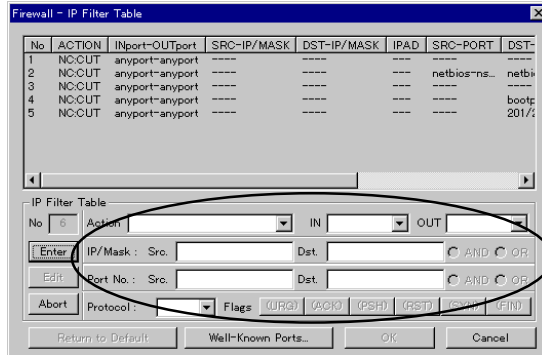 Firewall - IP Filter Table
No ACTION INport-OUTport SRC-IP/MASK DST-IP/MASK IPAD SRC-PORT DST-
1 NC:CUT anyport-anyport ---- ---- --- ---- ----
2 NC:CUT anyport-anyport ---- ---- --- netbios-ns... netbi
3 NC:CUT anyport-anyport ---- ---- --- ---- ----
4 NC:CUT anyport-anyport ---- ---- --- ---- bootp
5 NC:CUT anyport-anyport ---- ---- --- ---- 201/2
IP Filter Table
No 6 Action IN OUT
Enter IP/Mask : Src. Dst. AND OR
Edit Port No. : Src. Dst. AND OR
Abort Protocol : Flags (URG) (ACK) (PSH) (RST) (SYN) (FIN)
Return to Default Well-Known Ports... OK Cancel